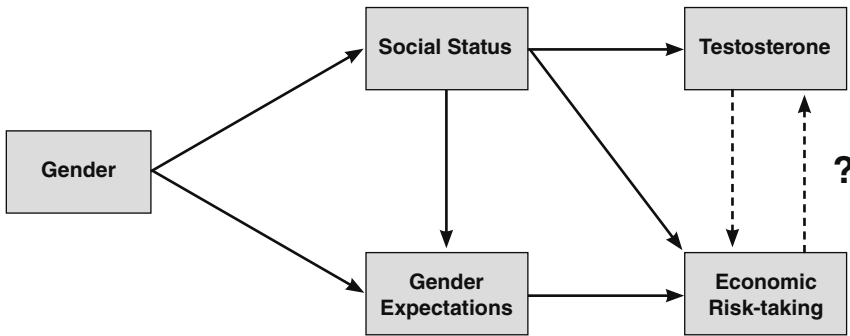 Social Status
Testosterone
Gender
?
Gender
Expectations
Economic
Risk-taking